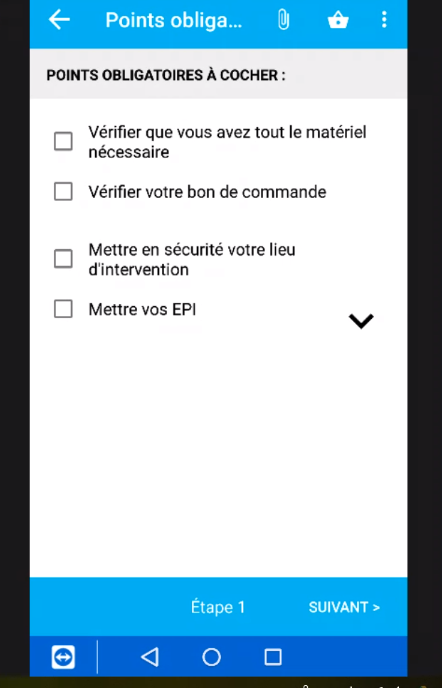 Points obliga...
POINTS OBLIGATOIRES À COCHER :
Vérifier que vous avez tout le matériel
nécessaire
Vérifier votre bon de commande
Mettre en sécurité votre lieu
d'intervention
Mettre vos EPI
Étape 1
SUIVANT >